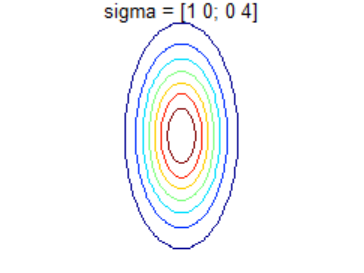 sigma = [1 0; 0 4]